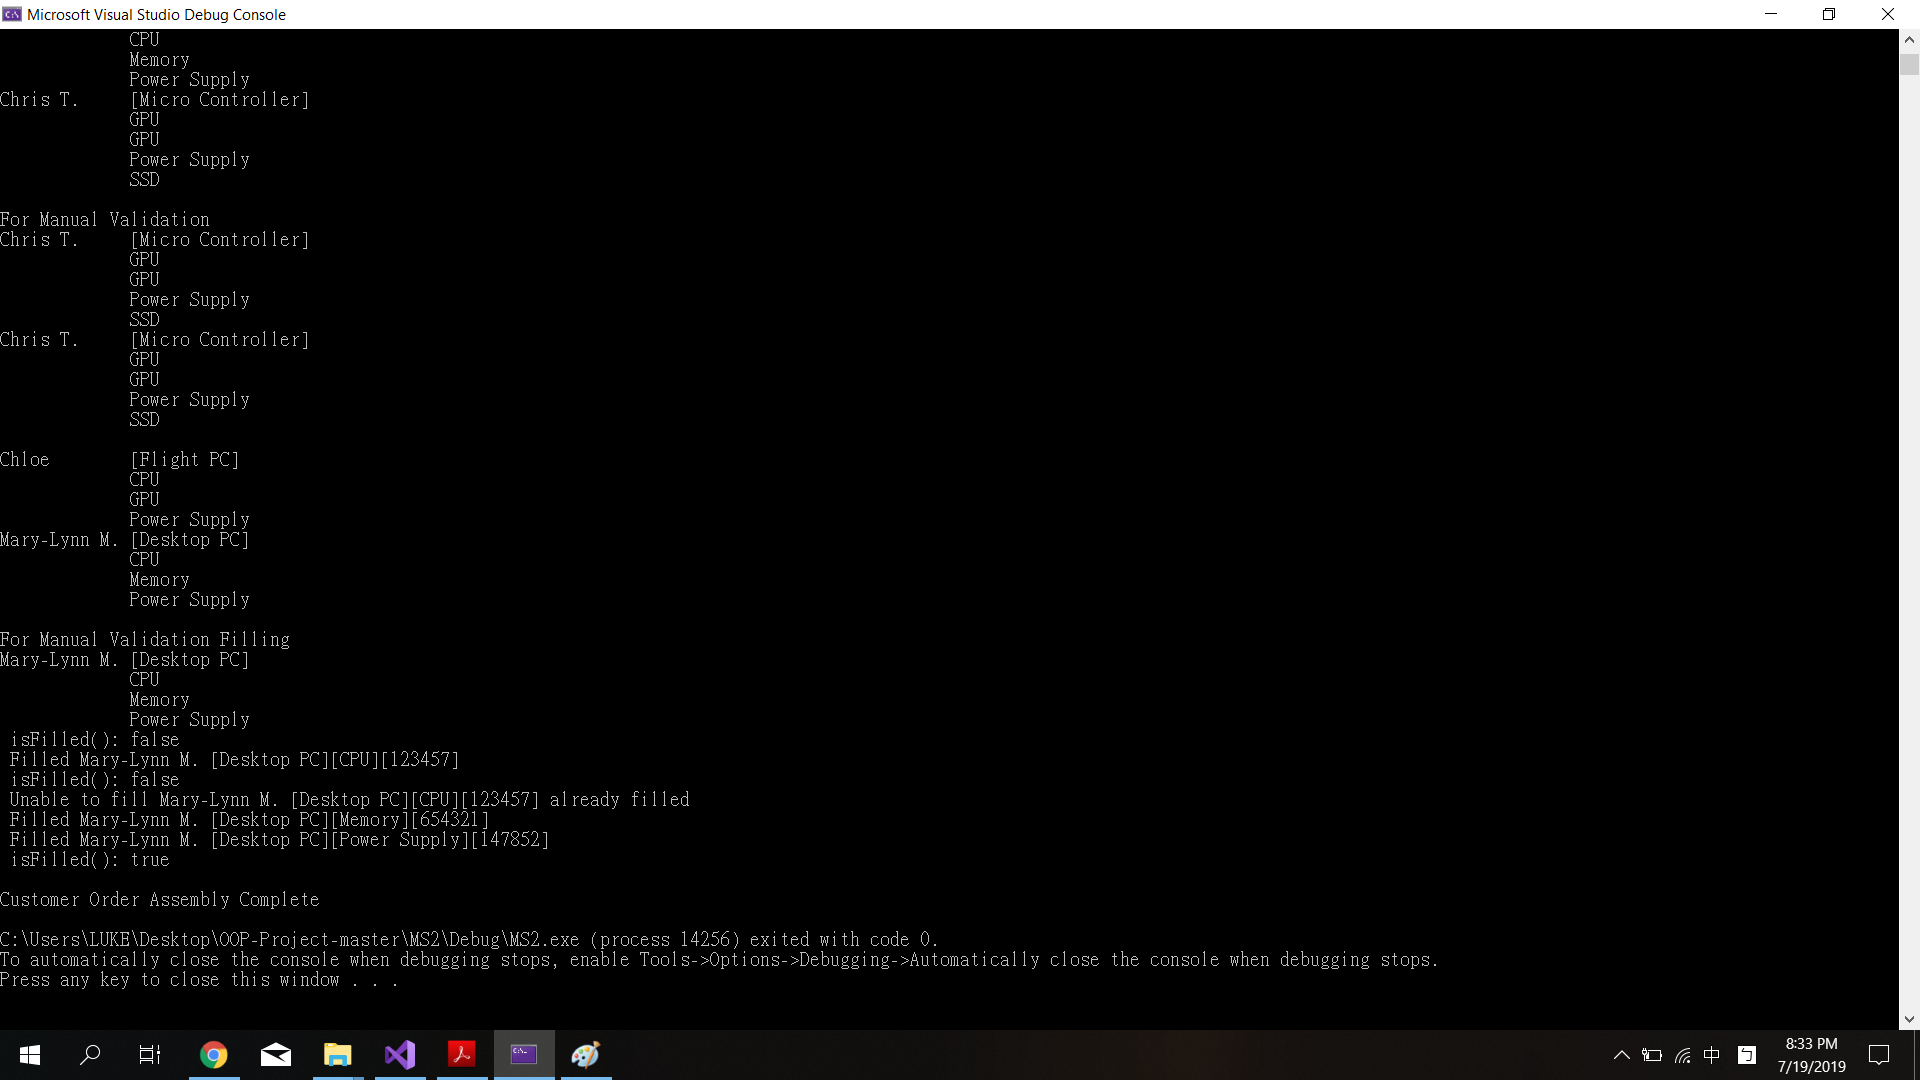 Microsoft Visual Studio Debug Console
CPU
Memory
Power Supply
Chris T. [Micro Controller]
GPU
GPU
Power Supply
SSD
For Manual Validation
Chris T. [Micro Controller]
GPU
GPU
Power Supply
SSD
Chris T. [Micro Controller]
GPU
GPU
Power Supply
SSD
Chloe [Flight PC]
CPU
GPU
Power Supply
Mary-Lynn M. [Desktop PC]
CPU
Memory
Power Supply
For Manual Validation Filling
Mary-Lynn M. [Desktop PC]
CPU
Memory
Power Supply
isFilled(): false
Filled Mary-Lynn M. [Desktop PC][CPU][123457]
isFilled(): false
Unable to fill Mary-Lynn M. [Desktop PC][CPU][123457] already filled
Filled Mary-Lynn M. [Desktop PC][Memory][654321]
Filled Mary-Lynn M. [Desktop PC][Power Supply][147852]
isFilled(): true
Customer Order Assembly Complete
C:\Users\LUKE\Desktop\OOP-Project-master\MS2\Debug\MS2.exe (process 14256) exited with code 0.
To automatically close the console when debugging stops, enable Tools->Options->Debugging->Automatically close the console when debugging stops.
Press any key to close this window . . .
中
ㄅ
8:33 PM
7/19/2019